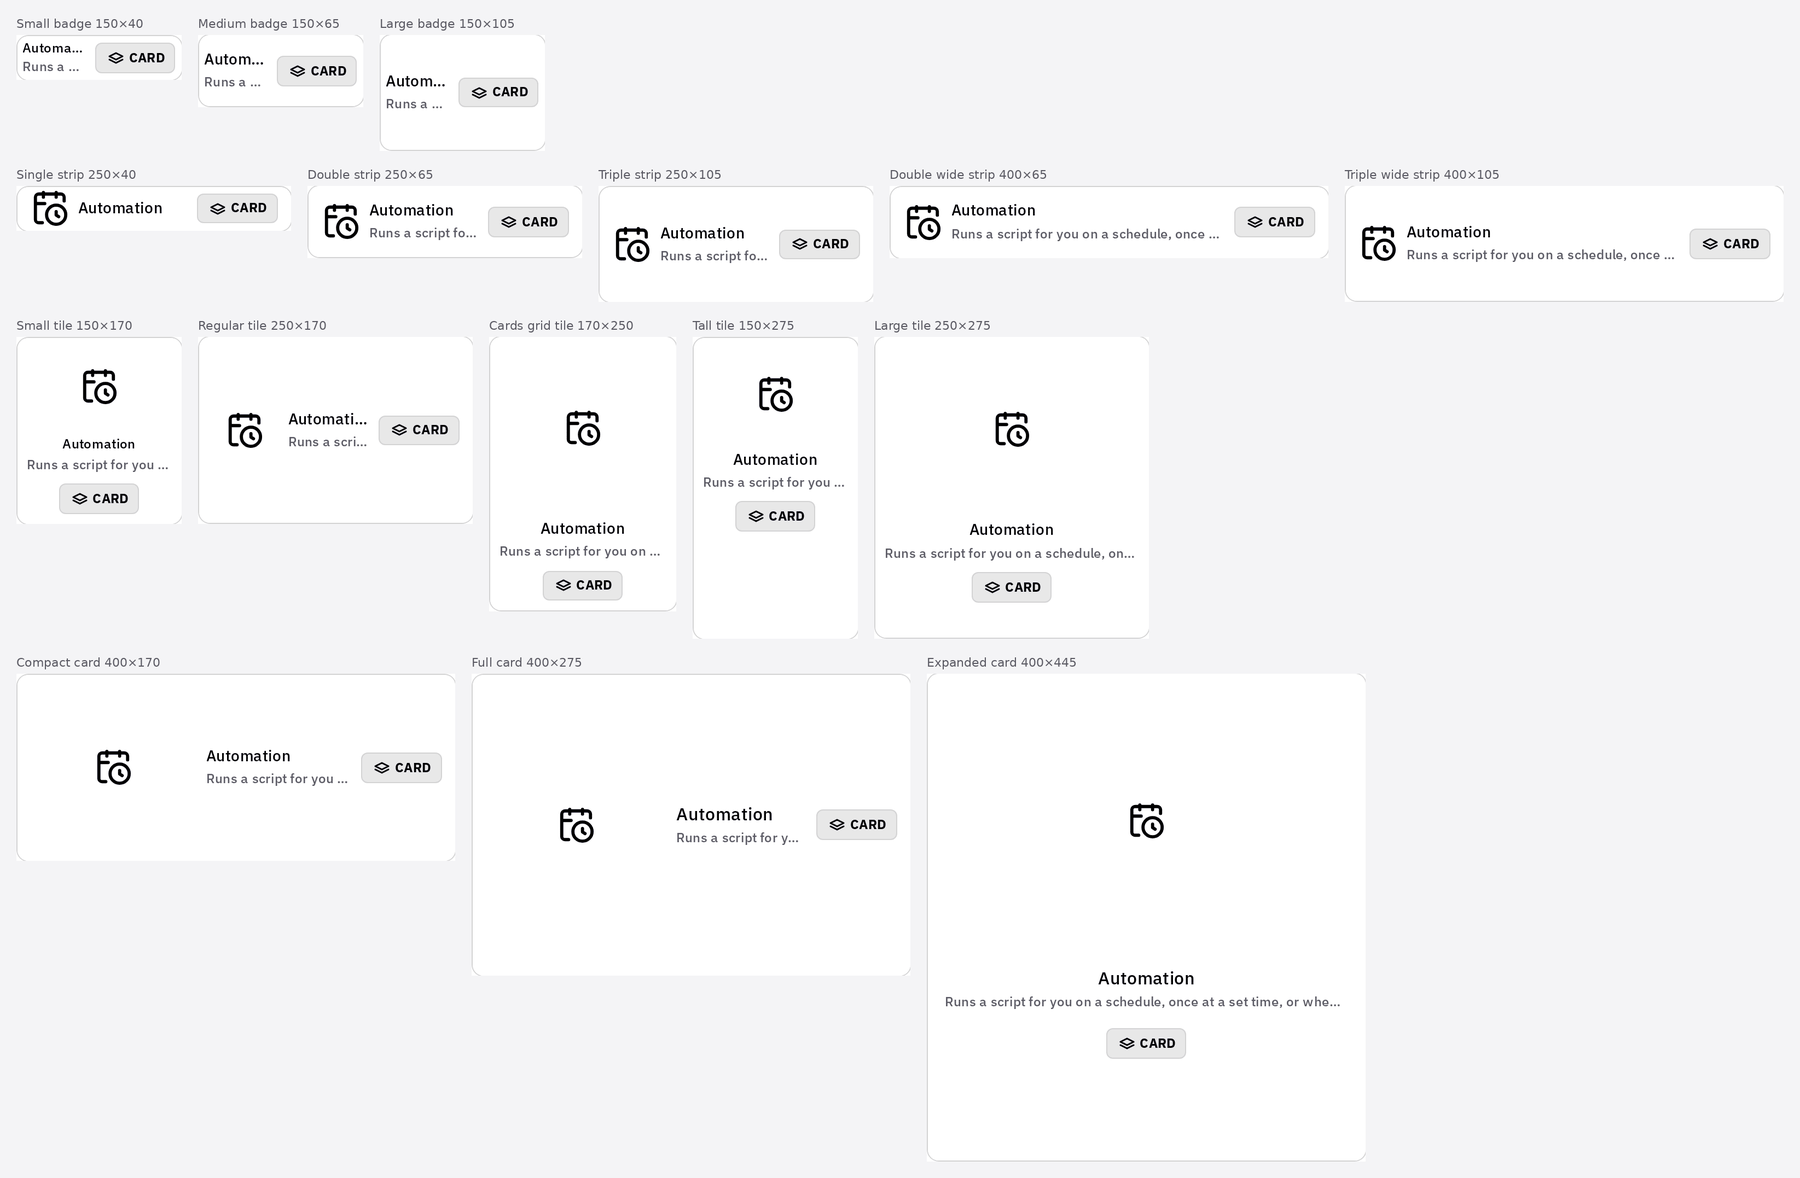 Small badge 150×40
Automa...
Runs a ...
CARD
Medium badge 150×65
Autom...
Runs a ...
CARD
Large badge 150×105
Autom...
Runs a ...
CARD
Single strip 250×40
Automation
CARD
Double strip 250×65
Automation
Runs a script fo...
CARD
Triple strip 250×105
Automation
Runs a script fo...
CARD
Double wide strip 400×65
Automation
Runs a script for you on a schedule, once ...
CARD
Triple wide strip 400×105
Automation
Runs a script for you on a schedule, once ...
CARD
Small tile 150×170
Automation
Runs a script for you ...
CARD
Regular tile 250×170
Automati...
Runs a scri...
CARD
Cards grid tile 170×250
Automation
Runs a script for you on ...
CARD
Tall tile 150×275
Automation
Runs a script for you ...
CARD
Large tile 250×275
Automation
Runs a script for you on a schedule, on...
CARD
Compact card 400×170
Automation
Runs a script for you ...
CARD
Full card 400×275
Automation
Runs a script for y...
CARD
Expanded card 400×445
Automation
Runs a script for you on a schedule, once at a set time, or whe...
CARD